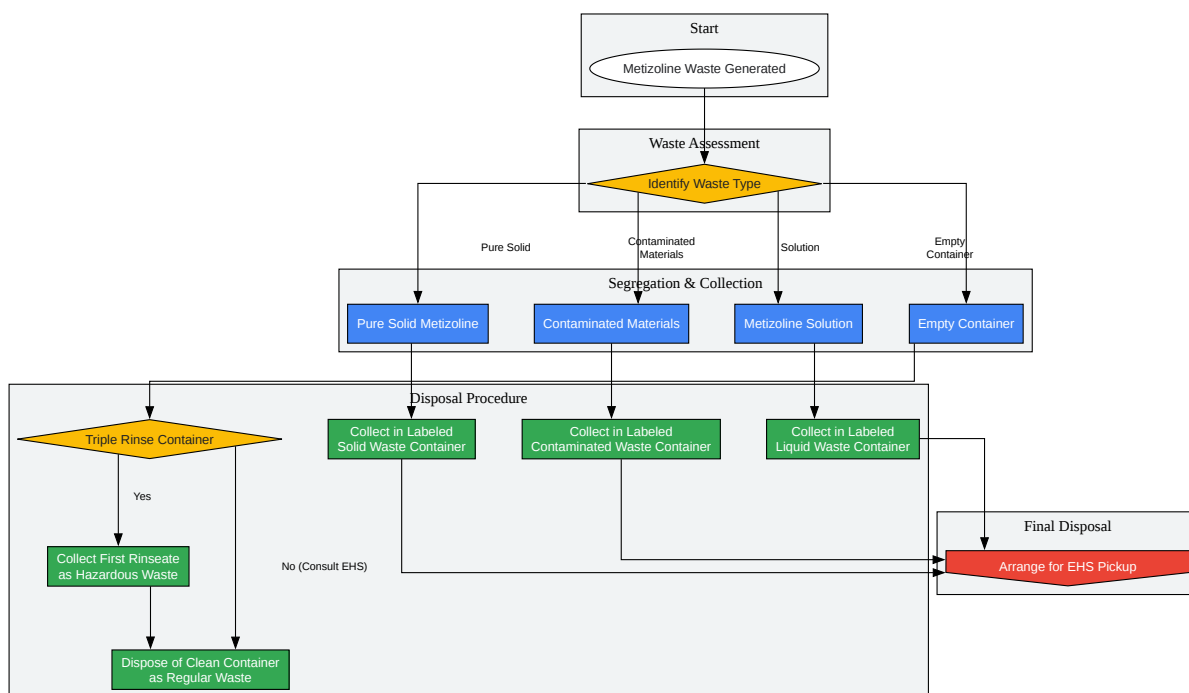 Start
Metizoline Waste Generated
Waste Assessment
Identify Waste Type
Pure Solid
Contaminated
Materials
Solution
Empty
Container
Segregation & Collection
Pure Solid Metizoline
Contaminated Materials
Metizoline Solution
Empty Container
Disposal Procedure
Triple Rinse Container
Collect in Labeled
Solid Waste Container
Collect in Labeled
Contaminated Waste Container
Collect in Labeled
Liquid Waste Container
Yes
Final Disposal
Collect First Rinseate
as Hazardous Waste
No (Consult EHS)
Arrange for EHS Pickup
Dispose of Clean Container
as Regular Waste